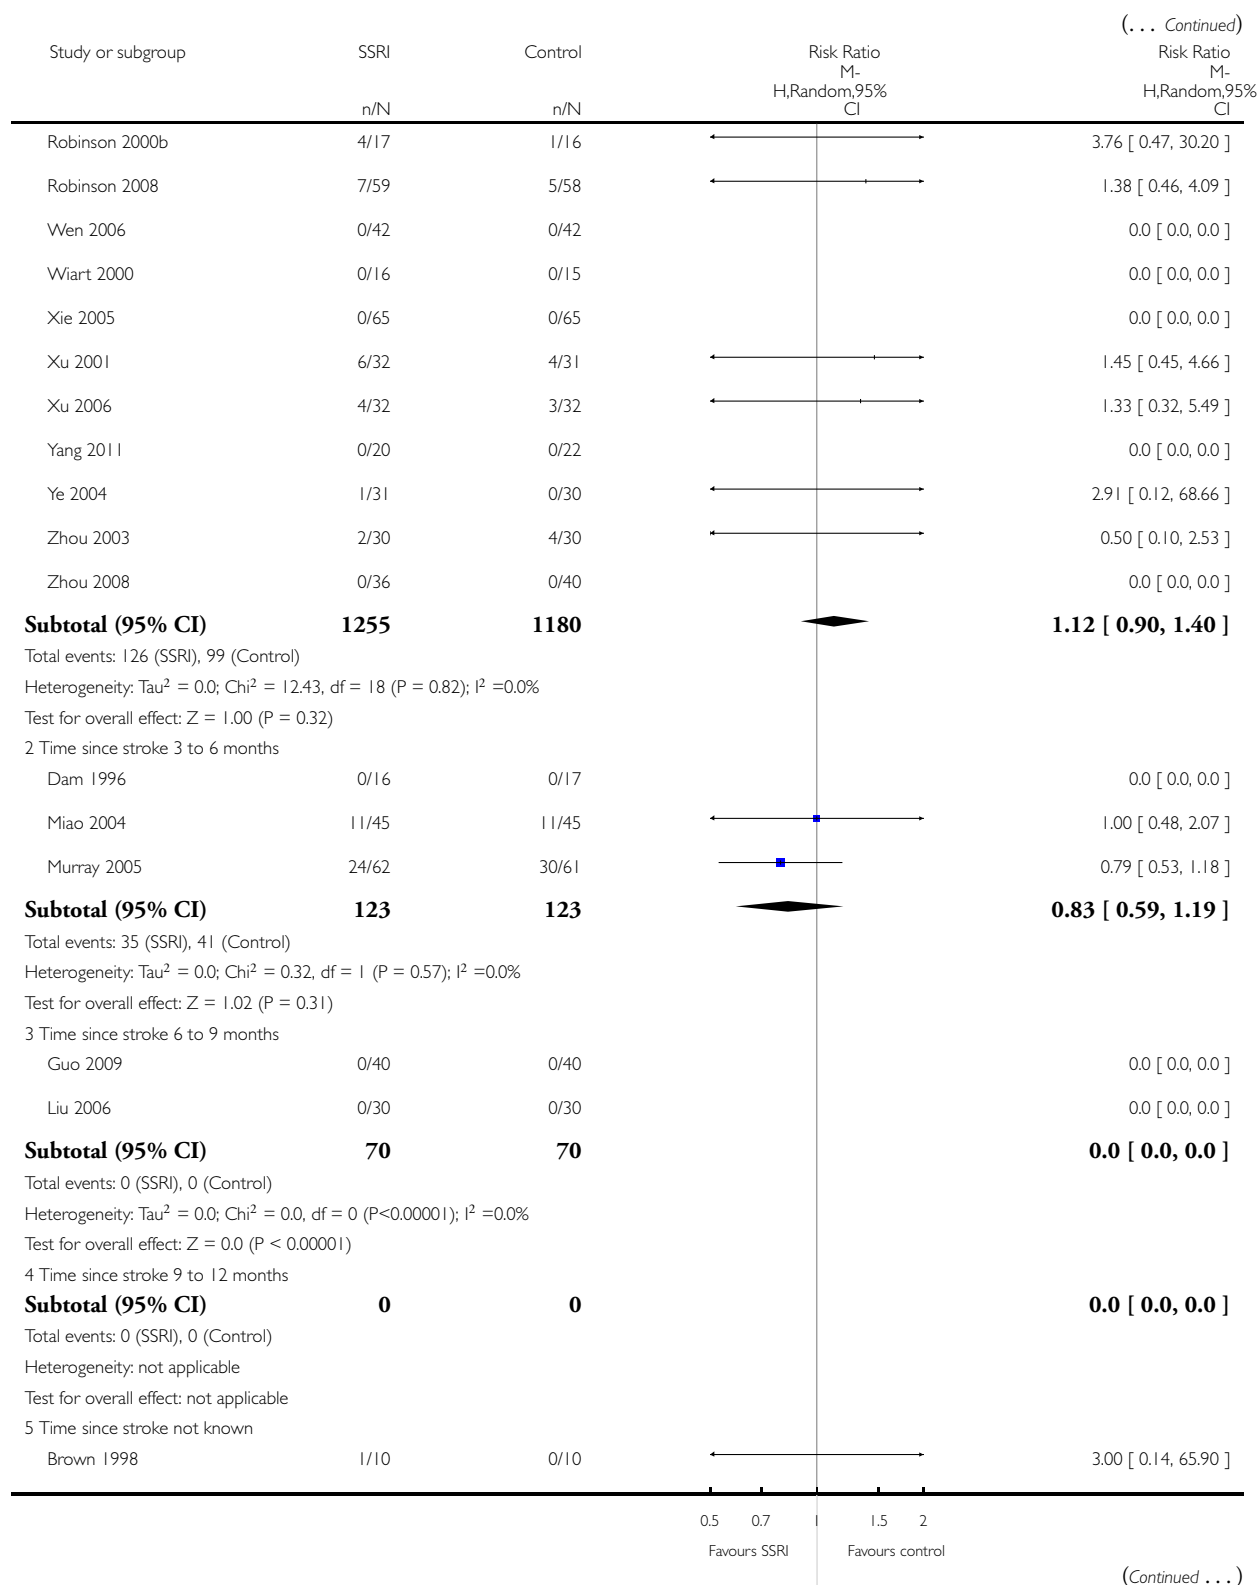 (... Continued)
Study or subgroup SSRI Control Risk Ratio Risk Ratio
M- M-
H,Random,95% H,Random,95%
n/N n/N CI CI
Robinson 2000b 4/17 1/16 3.76 [ 0.47, 30.20 ]
Robinson 2008 7/59 5/58 1.38 [ 0.46, 4.09 ]
Wen 2006 0/42 0/42 0.0 [ 0.0, 0.0 ]
Wiart 2000 0/16 0/15 0.0 [ 0.0, 0.0 ]
Xie 2005 0/65 0/65 0.0 [ 0.0, 0.0 ]
Xu 2001 6/32 4/31 1.45 [ 0.45, 4.66 ]
Xu 2006 4/32 3/32 1.33 [ 0.32, 5.49 ]
Yang 2011 0/20 0/22 0.0 [ 0.0, 0.0 ]
Ye 2004 1/31 0/30 2.91 [ 0.12, 68.66 ]
Zhou 2003 2/30 4/30 0.50 [ 0.10, 2.53 ]
Zhou 2008 0/36 0/40 0.0 [ 0.0, 0.0 ]
Subtotal (95% CI) 1255 1180 1.12 [ 0.90, 1.40 ]
Total events: 126 (SSRI), 99 (Control)
Heterogeneity: Tau² = 0.0; Chi² = 12.43, df = 18 (P = 0.82); I² =0.0%
Test for overall effect: Z = 1.00 (P = 0.32)
2 Time since stroke 3 to 6 months
Dam 1996 0/16 0/17 0.0 [ 0.0, 0.0 ]
Miao 2004 11/45 11/45 1.00 [ 0.48, 2.07 ]
Murray 2005 24/62 30/61 0.79 [ 0.53, 1.18 ]
Subtotal (95% CI) 123 123 0.83 [ 0.59, 1.19 ]
Total events: 35 (SSRI), 41 (Control)
Heterogeneity: Tau² = 0.0; Chi² = 0.32, df = 1 (P = 0.57); I² =0.0%
Test for overall effect: Z = 1.02 (P = 0.31)
3 Time since stroke 6 to 9 months
Guo 2009 0/40 0/40 0.0 [ 0.0, 0.0 ]
Liu 2006 0/30 0/30 0.0 [ 0.0, 0.0 ]
Subtotal (95% CI) 70 70 0.0 [ 0.0, 0.0 ]
Total events: 0 (SSRI), 0 (Control)
Heterogeneity: Tau² = 0.0; Chi² = 0.0, df = 0 (P<0.00001); I² =0.0%
Test for overall effect: Z = 0.0 (P < 0.00001)
4 Time since stroke 9 to 12 months
Subtotal (95% CI) 0 0 0.0 [ 0.0, 0.0 ]
Total events: 0 (SSRI), 0 (Control)
Heterogeneity: not applicable
Test for overall effect: not applicable
5 Time since stroke not known
Brown 1998 1/10 0/10 3.00 [ 0.14, 65.90 ]
0.5 0.7 1 1.5 2
Favours SSRI Favours control
(Continued ...)